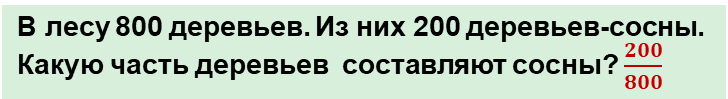 В лесу 800 деревьев. Из них 200 деревьев-сосны.
Какую часть деревьев составляют сосны? 200/800